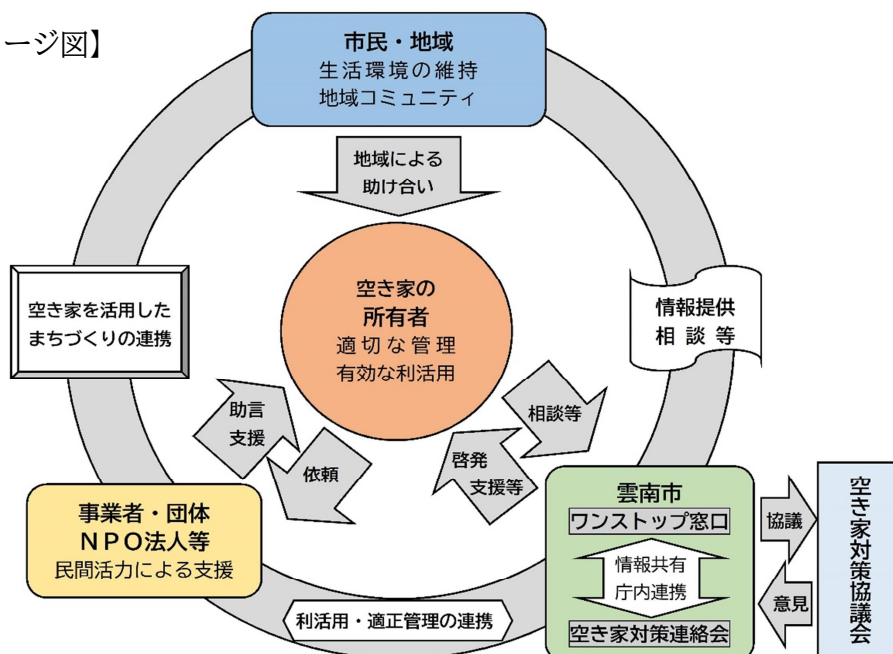 ージ図】
市民・地域
生活環境の維持
地域コミュニティ
地域による
助け合い
空き家を活用した
まちづくりの連携
空き家の
所有者
適切な管理
有効な利活用
情報提供
相談等
助言
支援
依頼
相談等
啓発
支援等
事業者・団体
NPO法人等
民間活力による支援
雲南市
ワンストップ窓口
情報共有
庁内連携
空き家対策連絡会
協議
意見
空き家対策協議会
利活用・適正管理の連携